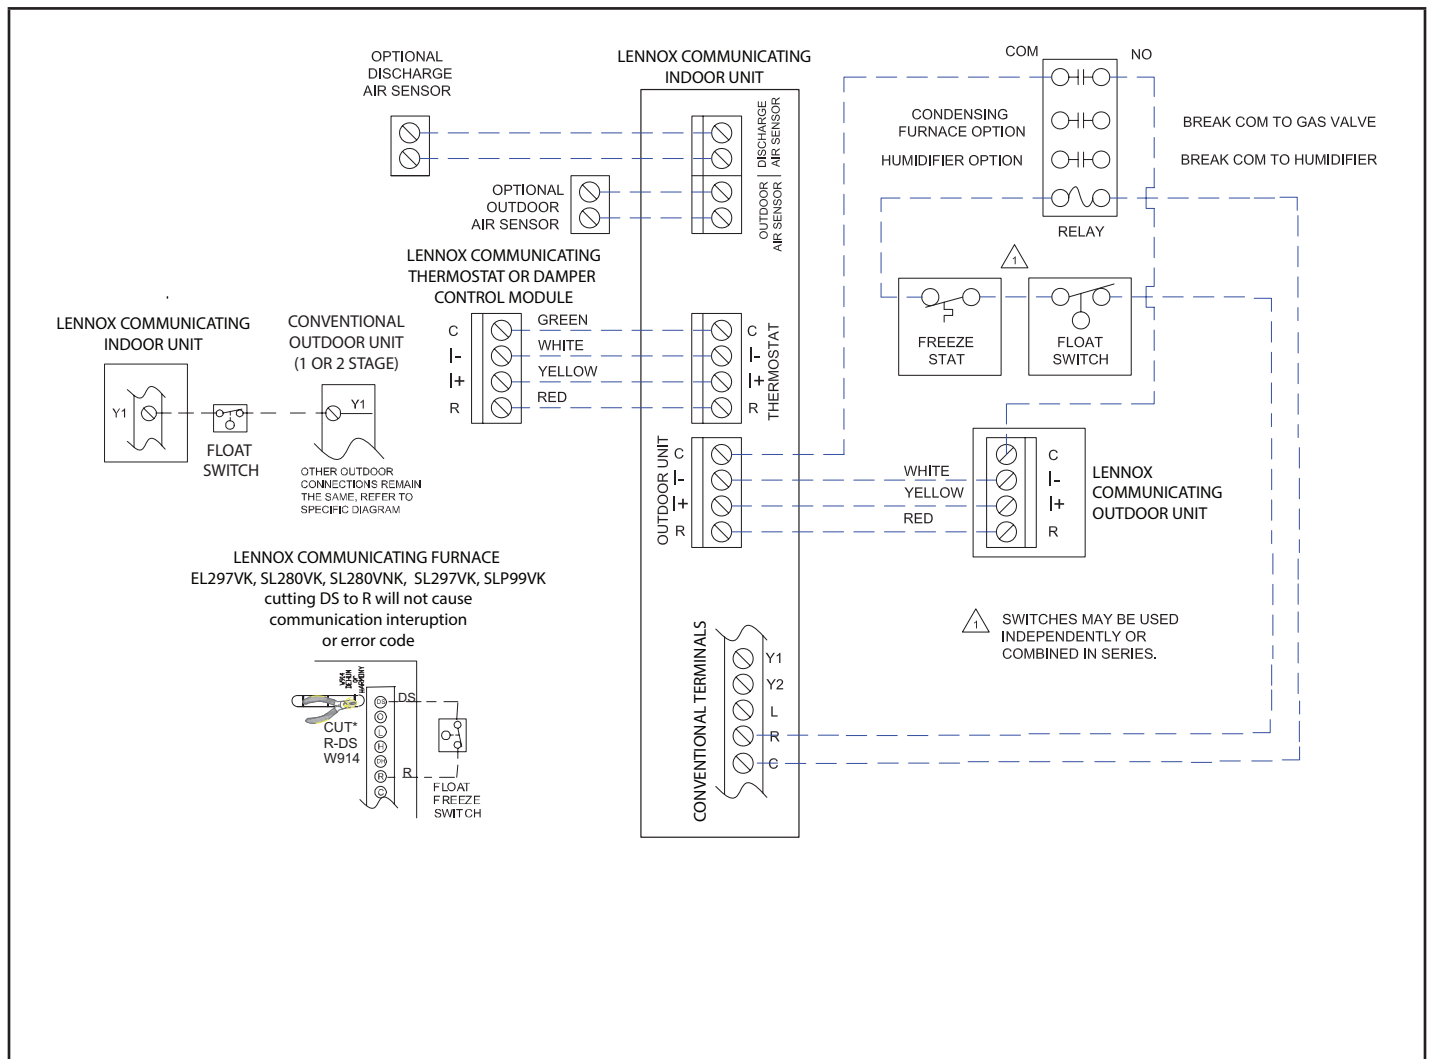 OPTIONAL
DISCHARGE
AIR SENSOR
LENNOX COMMUNICATING
INDOOR UNIT
DISCHARGE
AIR SENSOR
OUTDOOR
AIR SENSOR
OPTIONAL
OUTDOOR
AIR SENSOR
COM
NO
CONDENSING
FURNACE OPTION
BREAK COM TO GAS VALVE
HUMIDIFIER OPTION
BREAK COM TO HUMIDIFIER
RELAY
1
FREEZE
STAT
FLOAT
SWITCH
LENNOX COMMUNICATING
THERMOSTAT OR DAMPER
CONTROL MODULE
C
I-
I+
R
GREEN
WHITE
YELLOW
RED
C
I-
I+
R
THERMOSTAT
LENNOX COMMUNICATING
INDOOR UNIT
Y1
FLOAT
SWITCH
CONVENTIONAL
OUTDOOR UNIT
(1 OR 2 STAGE)
Y1
OTHER OUTDOOR
CONNECTIONS REMAIN
THE SAME, REFER TO
SPECIFIC DIAGRAM
OUTDOOR UNIT
C
I-
I+
R
WHITE
YELLOW
RED
C
I-
I+
R
LENNOX
COMMUNICATING
OUTDOOR UNIT
LENNOX COMMUNICATING FURNACE
EL297VK, SL280VK, SL280VNK, SL297VK, SLP99VK
cutting DS to R will not cause
communication interuption
or error code
W914
DEHUM
OR
HARMONY
CUT*
R-DS
W914
DS
O
L
H
DH
R
C
DS
R
FLOAT
FREEZE
SWITCH
CONVENTIONAL TERMINALS
Y1
Y2
L
R
C
1
SWITCHES MAY BE USED
INDEPENDENTLY OR
COMBINED IN SERIES.